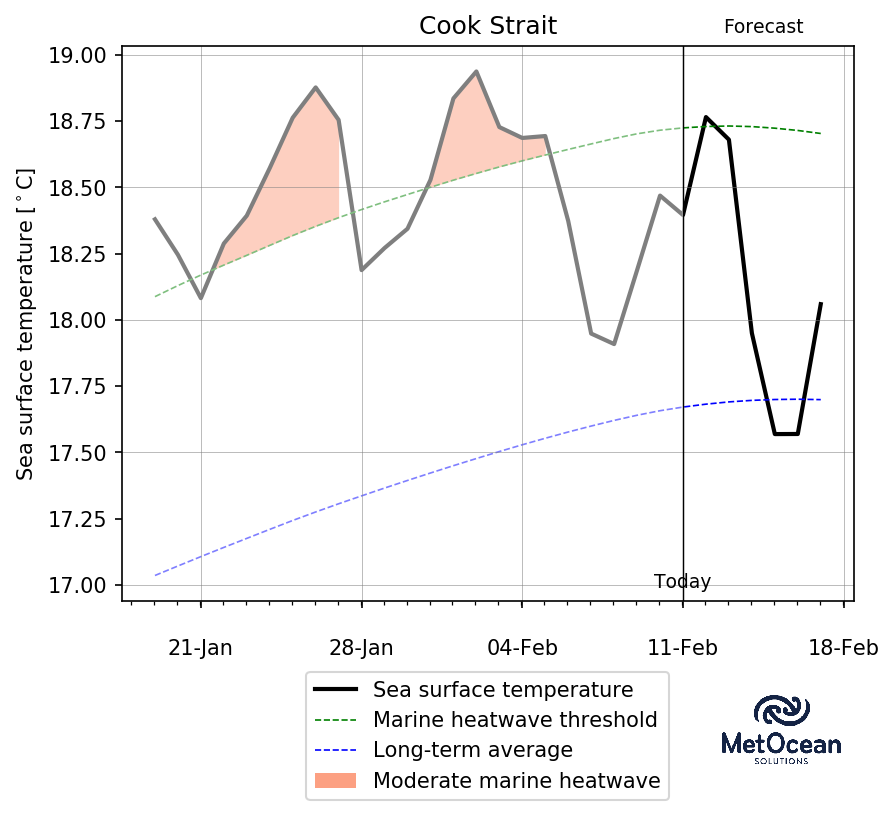 Cook Strait
Forecast
19.00
18.75
18.50
18.25
18.00
17.75
17.50
17.25
17.00
Sea surface temperature [°C]
Today
21-Jan 28-Jan 04-Feb 11-Feb 18-Feb
Sea surface temperature
Marine heatwave threshold
Long-term average
Moderate marine heatwave
MetOcean
SOLUTIONS